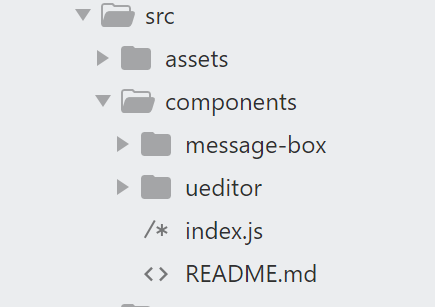 src
assets
components
message-box
ueditor
index.js
README.md